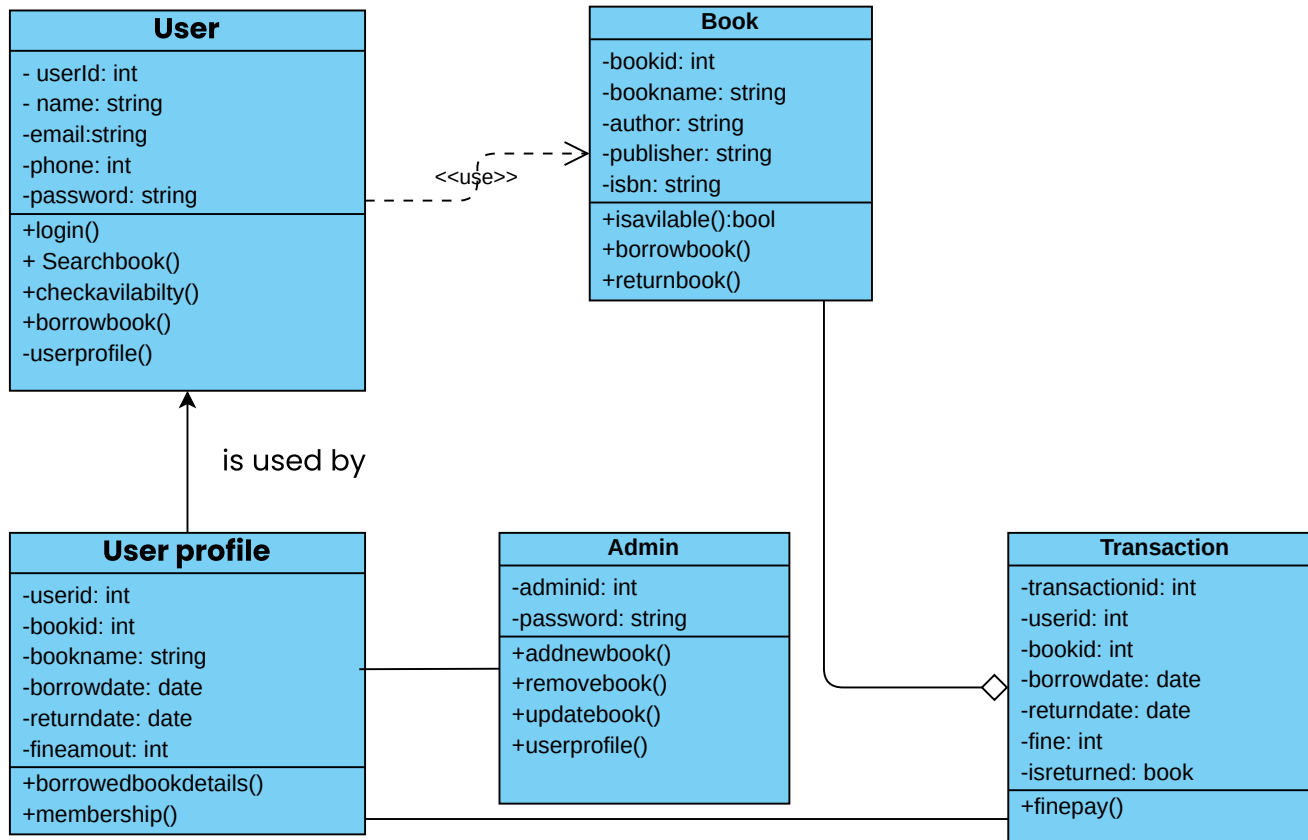 User
- userId: int
- name: string
-email:string
-phone: int
-password: string
+login()
+ Searchbook()
+checkavilabilty()
+borrowbook()
-userprofile()
<<use>>
Book
-bookid: int
-bookname: string
-author: string
-publisher: string
-isbn: string
+isavilable():bool
+borrowbook()
+returnbook()
is used by
User profile
-userid: int
-bookid: int
-bookname: string
-borrowdate: date
-returndate: date
-fineamout: int
+borrowedbookdetails()
+membership()
Admin
-adminid: int
-password: string
+addnewbook()
+removebook()
+updatebook()
+userprofile()
Transaction
-transactionid: int
-userid: int
-bookid: int
-borrowdate: date
-returndate: date
-fine: int
-isreturned: book
+finepay()